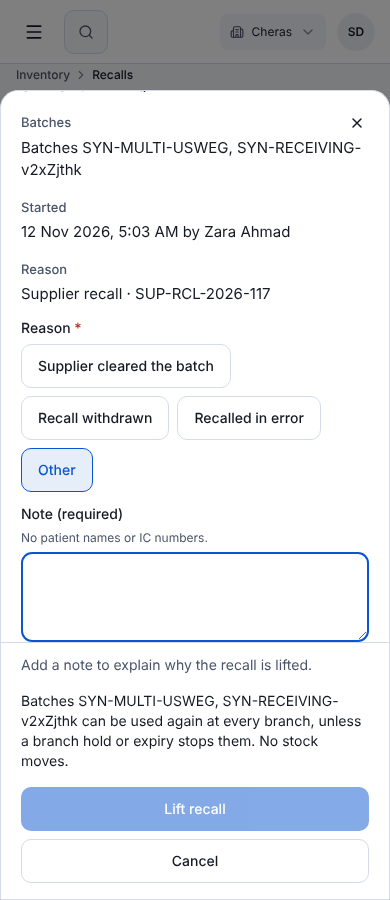 Cheras
SD
Inventory > Recalls
Batches
Batches SYN-MULTI-USWEG, SYN-RECEIVING-
v2xZjthk
Started
12 Nov 2026, 5:03 AM by Zara Ahmad
Reason
Supplier recall · SUP-RCL-2026-117
Reason *
Supplier cleared the batch
Recall withdrawn
Recalled in error
Other
Note (required)
No patient names or IC numbers.
Add a note to explain why the recall is lifted.
Batches SYN-MULTI-USWEG, SYN-RECEIVING-
v2xZjthk can be used again at every branch, unless
a branch hold or expiry stops them. No stock
moves.
Lift recall
Cancel